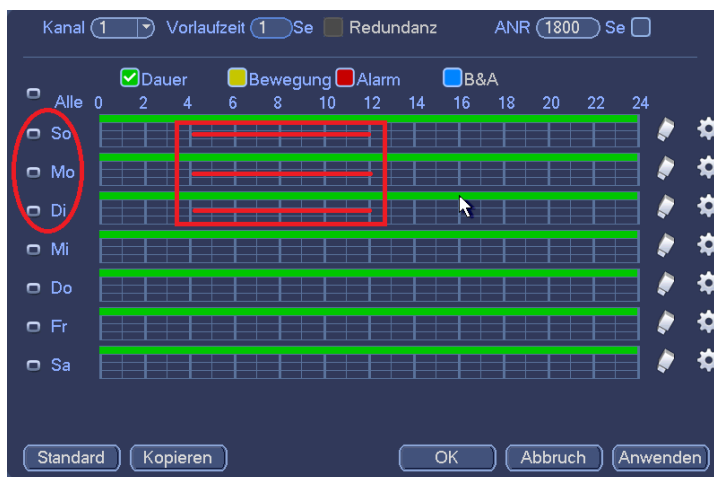 Kanal 1 Vorlaufzeit 1 Se Redundanz ANR 1800 Se
Dauer Bewegung Alarm B&A
Alle 0 2 4 6 8 10 12 14 16 18 20 22 24
So
Mo
Di
Mi
Do
Fr
Sa
Standard Kopieren OK Abbruch Anwenden